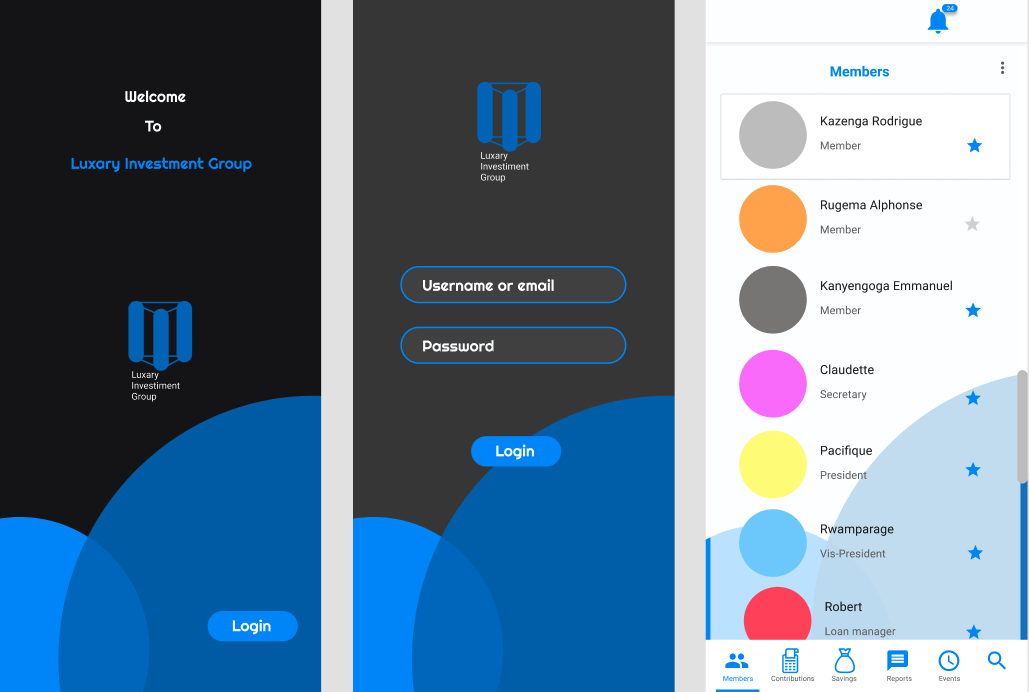 Welcome
To
Luxary Investment Group
Luxary
Investiment
Group
Login
Luxary
Investiment
Group
Username or email
Password
Login
24
Members
Kazenga Rodrigue
Member
Rugema Alphonse
Member
Kanyengoga Emmanuel
Member
Claudette
Secretary
Pacifique
President
Rwamparage
Vis-President
Robert
Loan manager
Members
Contributions
Savings
Reports
Events